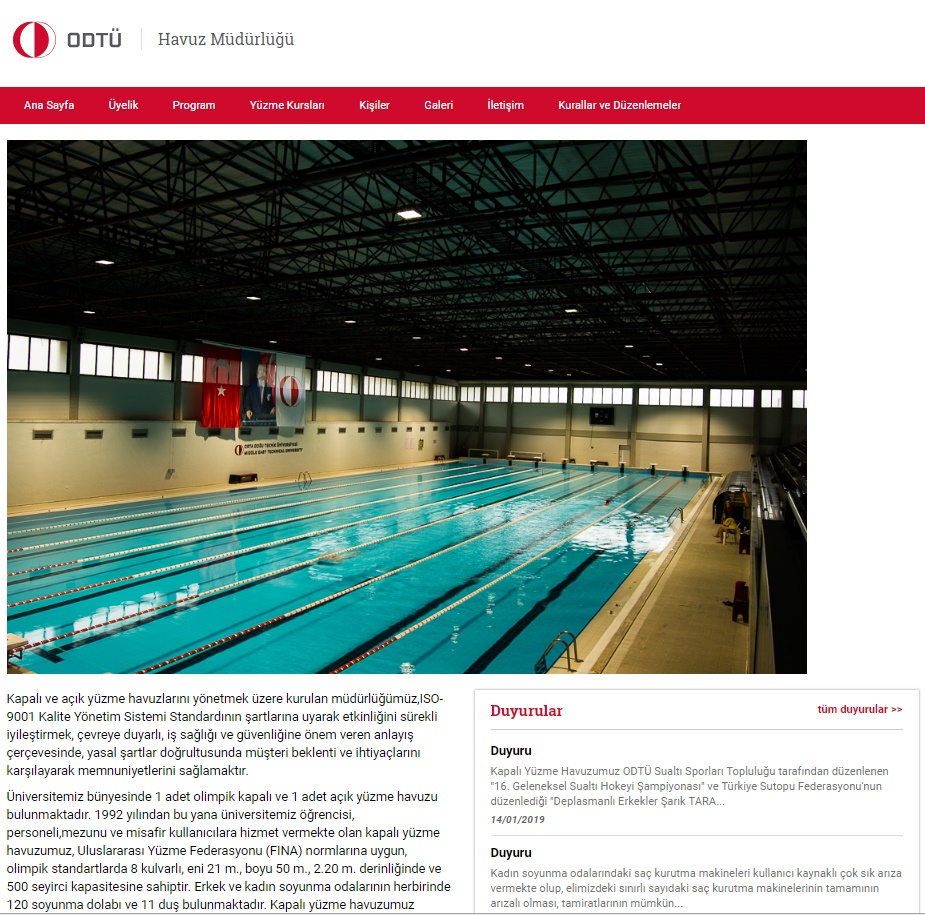 ODTÜ Havuz Müdürlüğü
Ana Sayfa Üyelik Program Yüzme Kursları Kişiler Galeri İletişim Kurallar ve Düzenlemeler
ORTA DOĞU TEKNİK ÜNİVERSİTESİ
MIDDLE EAST TECHNICAL UNIVERSITY
Kapalı ve açık yüzme havuzlarını yönetmek üzere kurulan müdürlüğümüz,ISO-
9001 Kalite Yönetim Sistemi Standardının şartlarına uyarak etkinliğini sürekli
iyileştirmek, çevreye duyarlı, iş sağlığı ve güvenliğine önem veren anlayış
çerçevesinde, yasal şartlar doğrultusunda müşteri beklenti ve ihtiyaçlarını
karşılayarak memnuniyetlerini sağlamaktır.
Üniversitemiz bünyesinde 1 adet olimpik kapalı ve 1 adet açık yüzme havuzu
bulunmaktadır. 1992 yılından bu yana üniversitemiz öğrencisi,
personeli,mezunu ve misafir kullanıcılara hizmet vermekte olan kapalı yüzme
havuzumuz, Uluslararası Yüzme Federasyonu (FINA) normlarına uygun,
olimpik standartlarda 8 kulvarlı, eni 21 m., boyu 50 m., 2.20 m. derinliğinde ve
500 seyirci kapasitesine sahiptir. Erkek ve kadın soyunma odalarının herbirinde
120 soyunma dolabı ve 11 duş bulunmaktadır. Kapalı yüzme havuzumuz
Duyurular
tüm duyurular >>
Duyuru
Kapalı Yüzme Havuzumuz ODTÜ Sualtı Sporları Topluluğu tarafından düzenlenen
"16. Geleneksel Sualtı Hokeyi Şampiyonası" ve Türkiye Sutopu Federasyonu'nun
düzenlediği "Deplasmanlı Erkekler Şarık TARA...
14/01/2019
Duyuru
Kadın soyunma odalarındaki saç kurutma makineleri kullanıcı kaynaklı çok sık arıza
vermekte olup, elimizdeki sınırlı sayıdaki saç kurutma makinelerinin tamamının
arızalı olması, tamiratlarının mümkün...